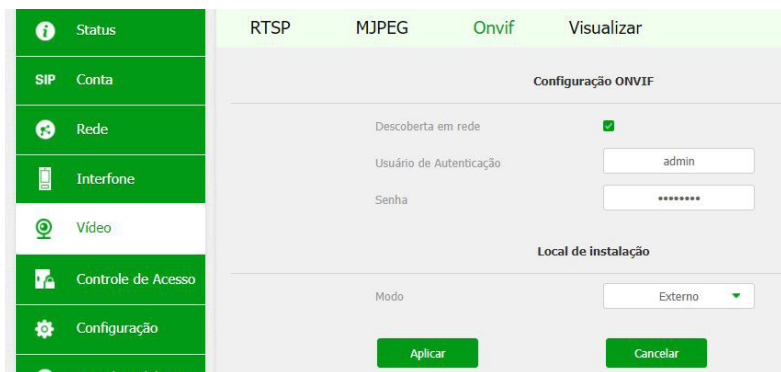 Status
SIP Conta
Rede
Interfone
Vídeo
Controle de Acesso
Configuração
RTSP MJPEG Onvif Visualizar
Configuração ONVIF
Descoberta em rede
Usuário de Autenticação admin
Senha ••••••••
Local de instalação
Modo Externo
Aplicar Cancelar